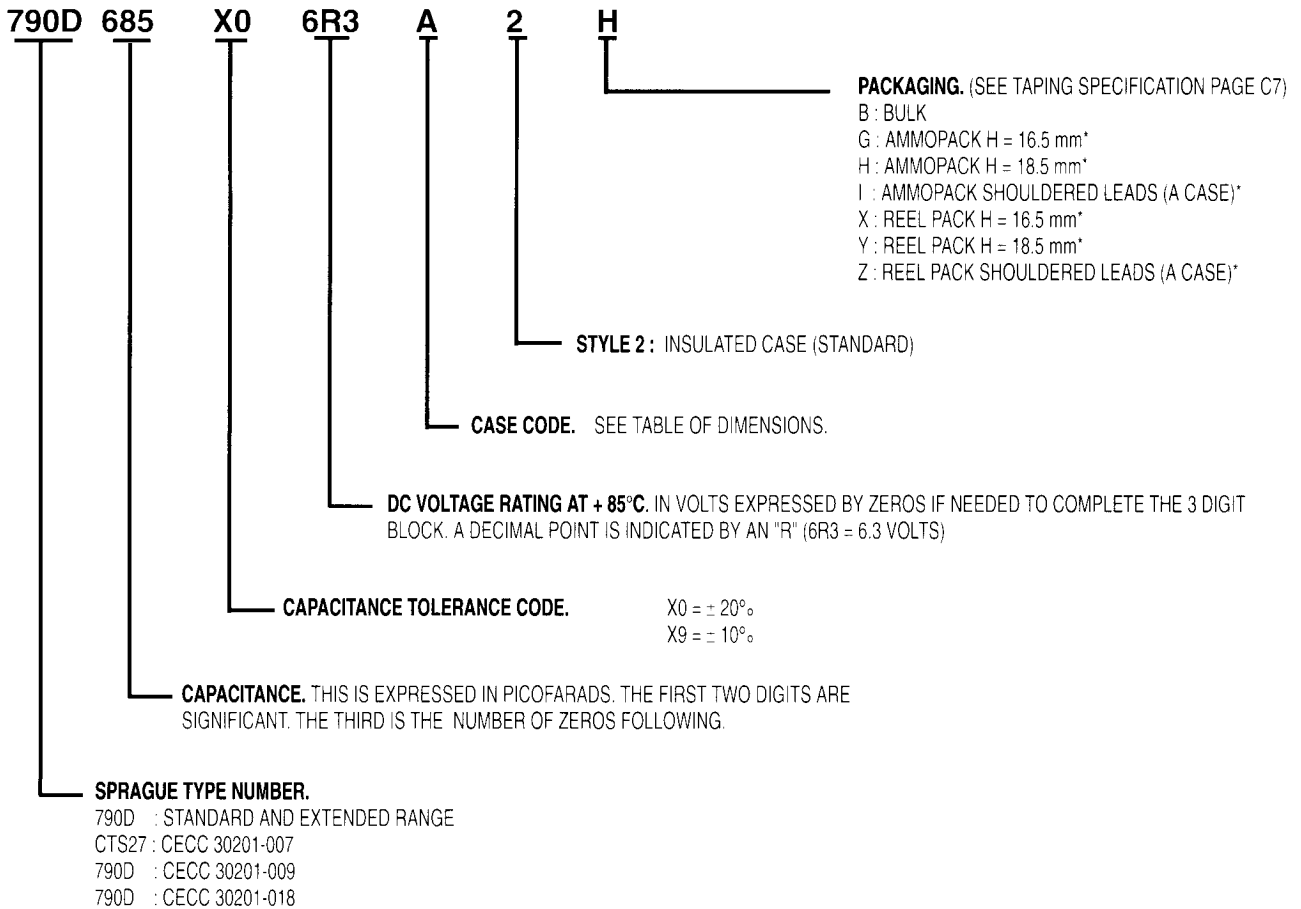 790D 685 X0 6R3 A 2 H
PACKAGING. (SEE TAPING SPECIFICATION PAGE C7)
B : BULK
G : AMMOPACK H = 16.5 mm*
H : AMMOPACK H = 18.5 mm*
I : AMMOPACK SHOULDERED LEADS (A CASE)*
X : REEL PACK H = 16.5 mm*
Y : REEL PACK H = 18.5 mm*
Z : REEL PACK SHOULDERED LEADS (A CASE)*
STYLE 2 : INSULATED CASE (STANDARD)
CASE CODE. SEE TABLE OF DIMENSIONS.
DC VOLTAGE RATING AT + 85°C. IN VOLTS EXPRESSED BY ZEROS IF NEEDED TO COMPLETE THE 3 DIGIT
BLOCK. A DECIMAL POINT IS INDICATED BY AN "R" (6R3 = 6.3 VOLTS)
CAPACITANCE TOLERANCE CODE. X0 = ± 20%
X9 = ± 10%
CAPACITANCE. THIS IS EXPRESSED IN PICOFARADS. THE FIRST TWO DIGITS ARE
SIGNIFICANT. THE THIRD IS THE NUMBER OF ZEROS FOLLOWING.
SPRAGUE TYPE NUMBER.
790D : STANDARD AND EXTENDED RANGE
CTS27 : CECC 30201-007
790D : CECC 30201-009
790D : CECC 30201-018